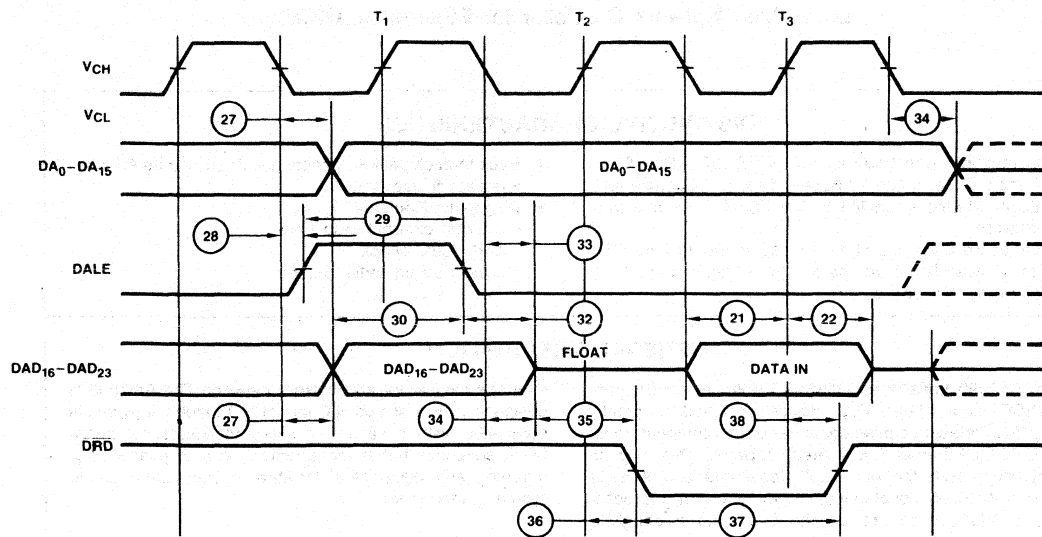 T1 T2 T3
VCH
27 34
VCL
DA0–DA15 DA0–DA15
29
28 33
DALE
30 32 21 22
FLOAT
DAD16–DAD23 DAD16–DAD23 DATA IN
27 34 35 38
DRD
36 37